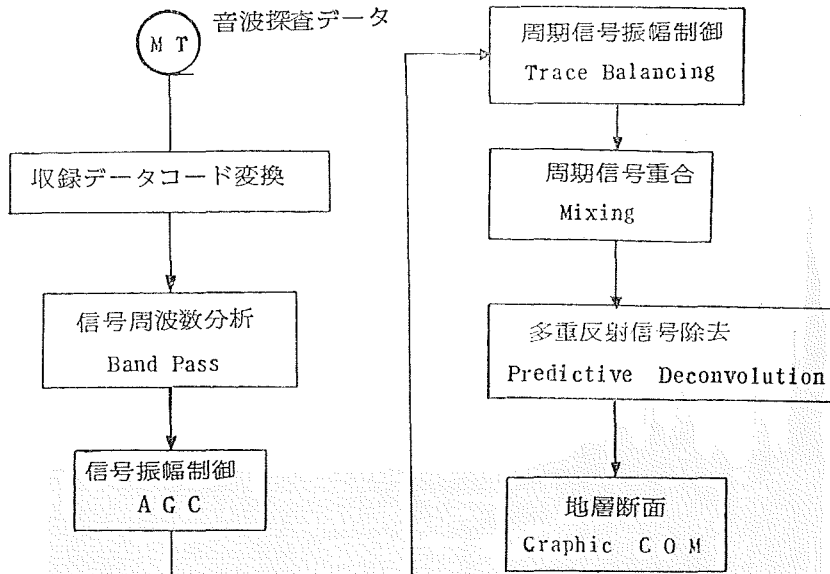 音波探査データ
M T
収録データコード変換
信号周波数分析
Band Pass
信号振幅制御
A G C
周期信号振幅制御
Trace Balancing
周期信号重合
Mixing
多重反射信号除去
Predictive Deconvolution
地層断面
Graphic C O M